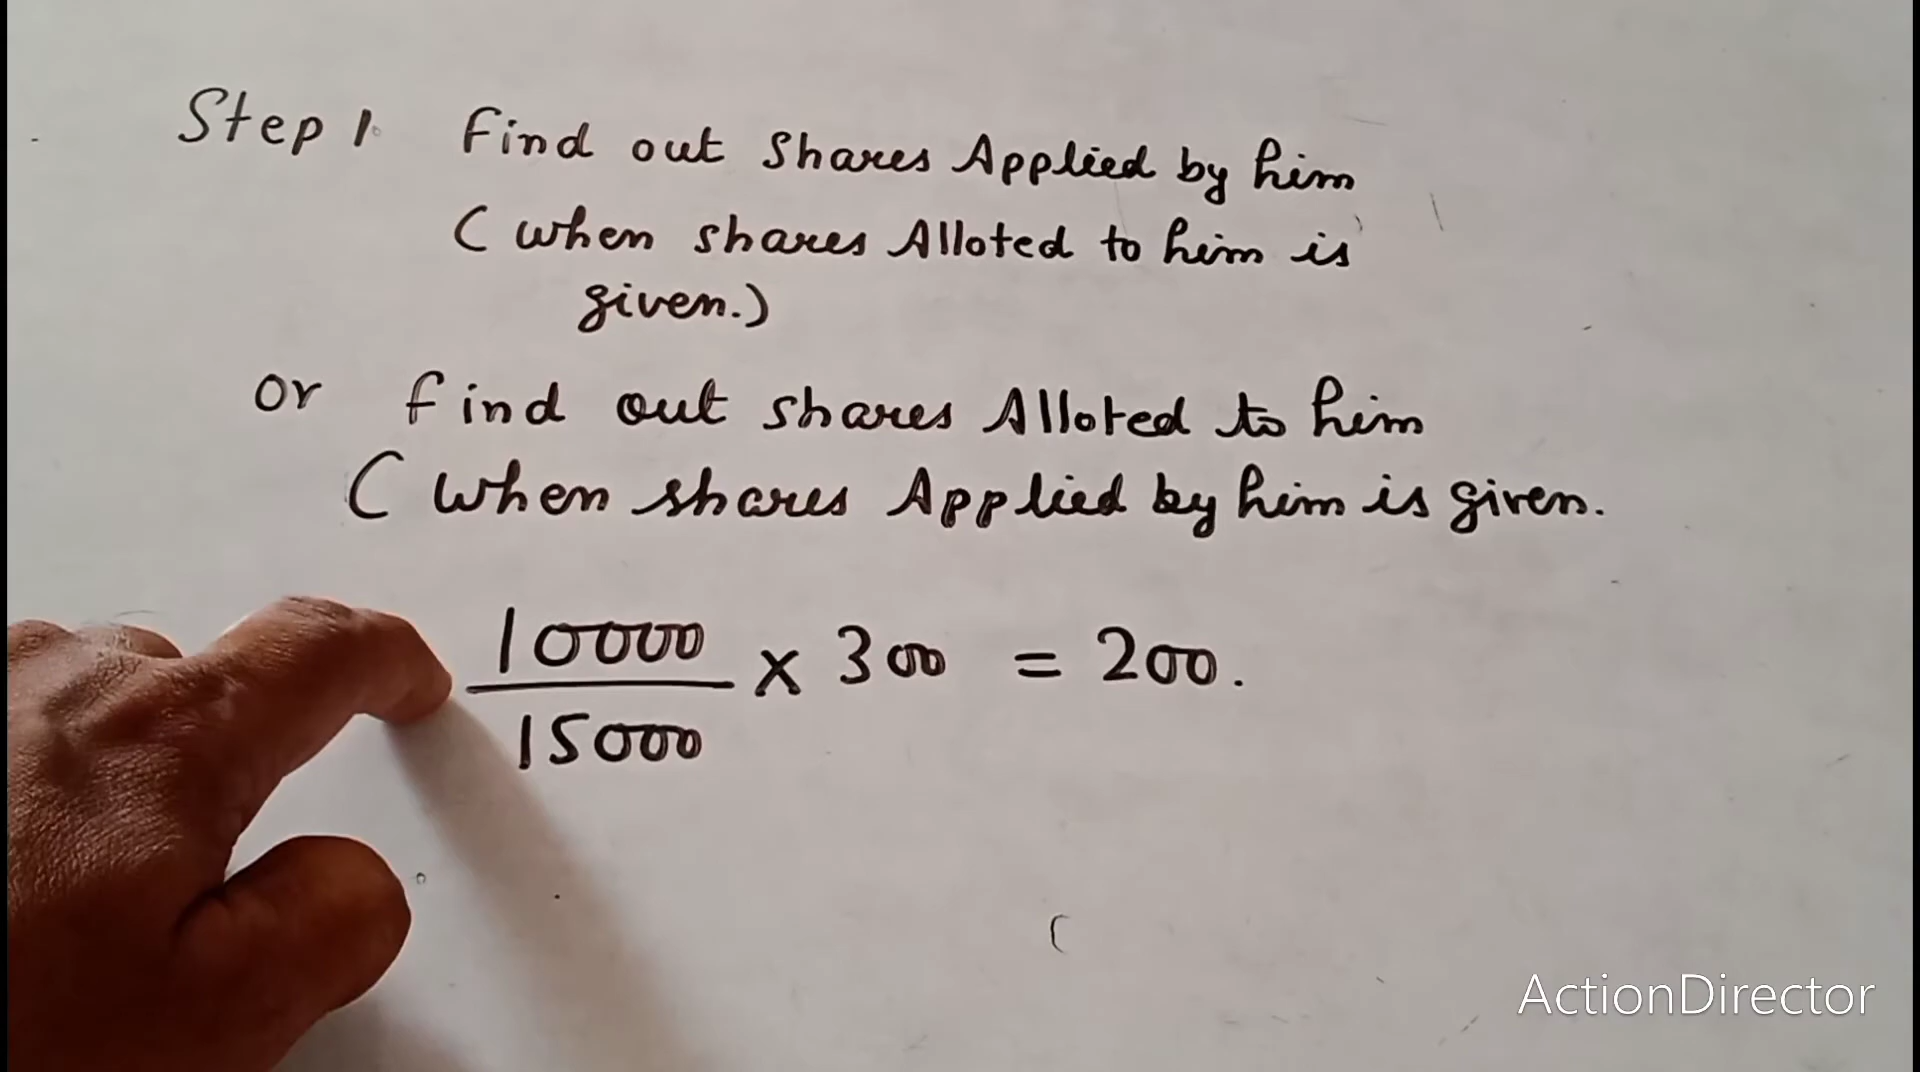 Step 1. Find out Shares Applied by him
( when shares Alloted to him is
given.)
or find out shares Alloted to him
( when shares Applied by him is given.
10000
15000 × 300 = 200.
ActionDirector